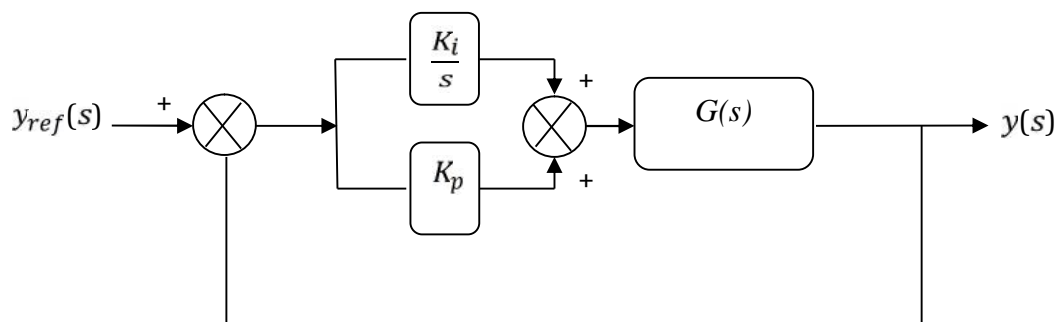 K_i
s
+
+
y_ref(s)
G(s)
y(s)
K_p
+